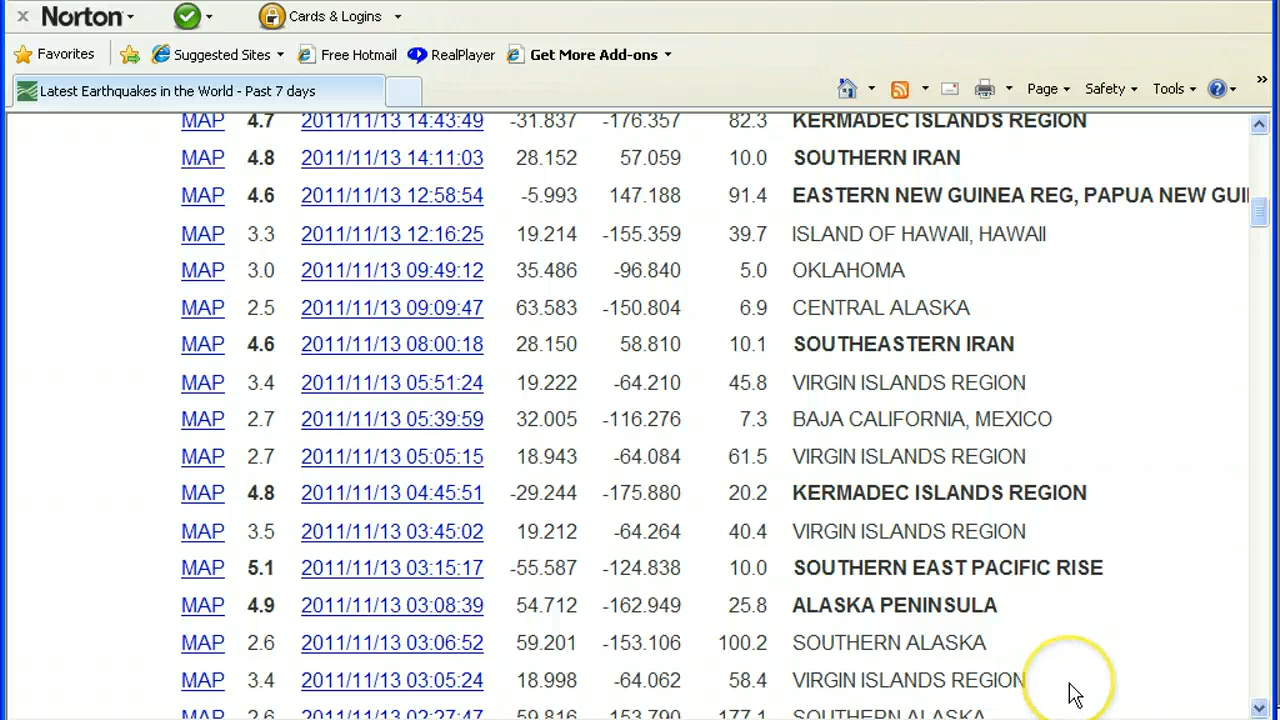 Norton Cards & Logins
Favorites Suggested Sites Free Hotmail RealPlayer Get More Add-ons
Latest Earthquakes in the World - Past 7 days Page Safety Tools »
MAP 4.7 2011/11/13 14:43:49 -31.837 -176.357 82.3 KERMADEC ISLANDS REGION
MAP 4.8 2011/11/13 14:11:03 28.152 57.059 10.0 SOUTHERN IRAN
MAP 4.6 2011/11/13 12:58:54 -5.993 147.188 91.4 EASTERN NEW GUINEA REG, PAPUA NEW GUI
MAP 3.3 2011/11/13 12:16:25 19.214 -155.359 39.7 ISLAND OF HAWAII, HAWAII
MAP 3.0 2011/11/13 09:49:12 35.486 -96.840 5.0 OKLAHOMA
MAP 2.5 2011/11/13 09:09:47 63.583 -150.804 6.9 CENTRAL ALASKA
MAP 4.6 2011/11/13 08:00:18 28.150 58.810 10.1 SOUTHEASTERN IRAN
MAP 3.4 2011/11/13 05:51:24 19.222 -64.210 45.8 VIRGIN ISLANDS REGION
MAP 2.7 2011/11/13 05:39:59 32.005 -116.276 7.3 BAJA CALIFORNIA, MEXICO
MAP 2.7 2011/11/13 05:05:15 18.943 -64.084 61.5 VIRGIN ISLANDS REGION
MAP 4.8 2011/11/13 04:45:51 -29.244 -175.880 20.2 KERMADEC ISLANDS REGION
MAP 3.5 2011/11/13 03:45:02 19.212 -64.264 40.4 VIRGIN ISLANDS REGION
MAP 5.1 2011/11/13 03:15:17 -55.587 -124.838 10.0 SOUTHERN EAST PACIFIC RISE
MAP 4.9 2011/11/13 03:08:39 54.712 -162.949 25.8 ALASKA PENINSULA
MAP 2.6 2011/11/13 03:06:52 59.201 -153.106 100.2 SOUTHERN ALASKA
MAP 3.4 2011/11/13 03:05:24 18.998 -64.062 58.4 VIRGIN ISLANDS REGION
MAP 2.6 2011/11/13 02:27:47 59.816 -153.790 177.1 SOUTHERN ALASKA